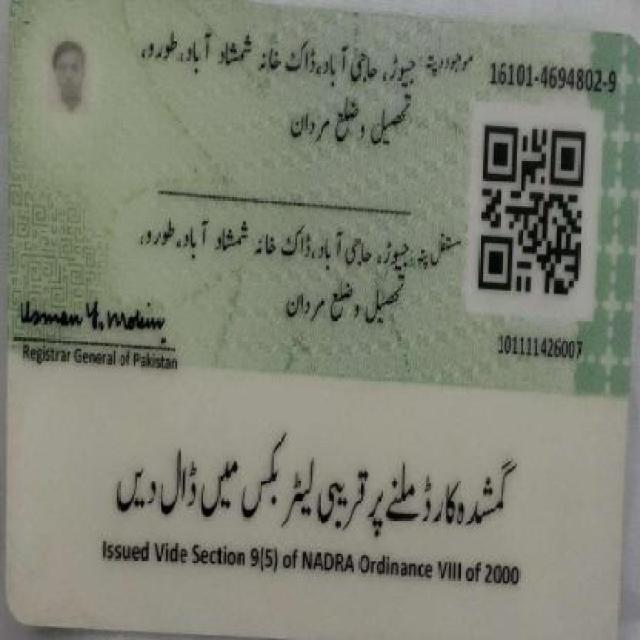 موجودہ پتہ: جیوڑ، حاجی آباد، ڈاک خانہ شمشاد آباد، طورو،
16101-4694802-9
تحصیل و ضلع مردان
مستقل پتہ: جیوڑ، حاجی آباد، ڈاک خانہ شمشاد آباد، طورو،
تحصیل و ضلع مردان
Usman Y. Mobin
Registrar General of Pakistan
101111426007
گمشدہ کارڈ ملنے پر قریبی لیٹر بکس میں ڈال دیں
Issued Vide Section 9(5) of NADRA Ordinance VIII of 2000